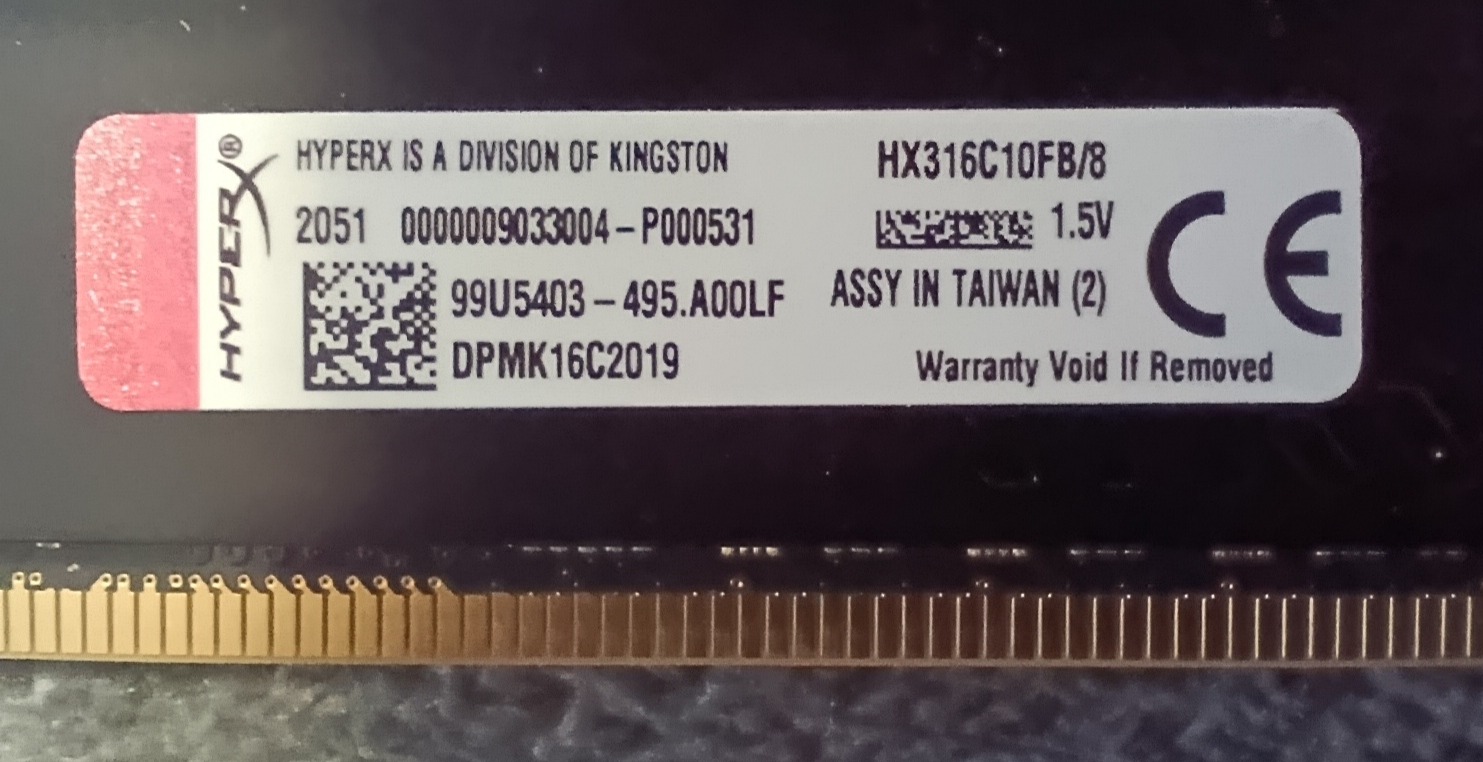 HYPERX®
HYPERX IS A DIVISION OF KINGSTON
2051 0000009033004-P000531
99U5403-495.A00LF
DPMK16C2019
HX316C10FB/8
1.5V
ASSY IN TAIWAN (2)
CE
Warranty Void If Removed